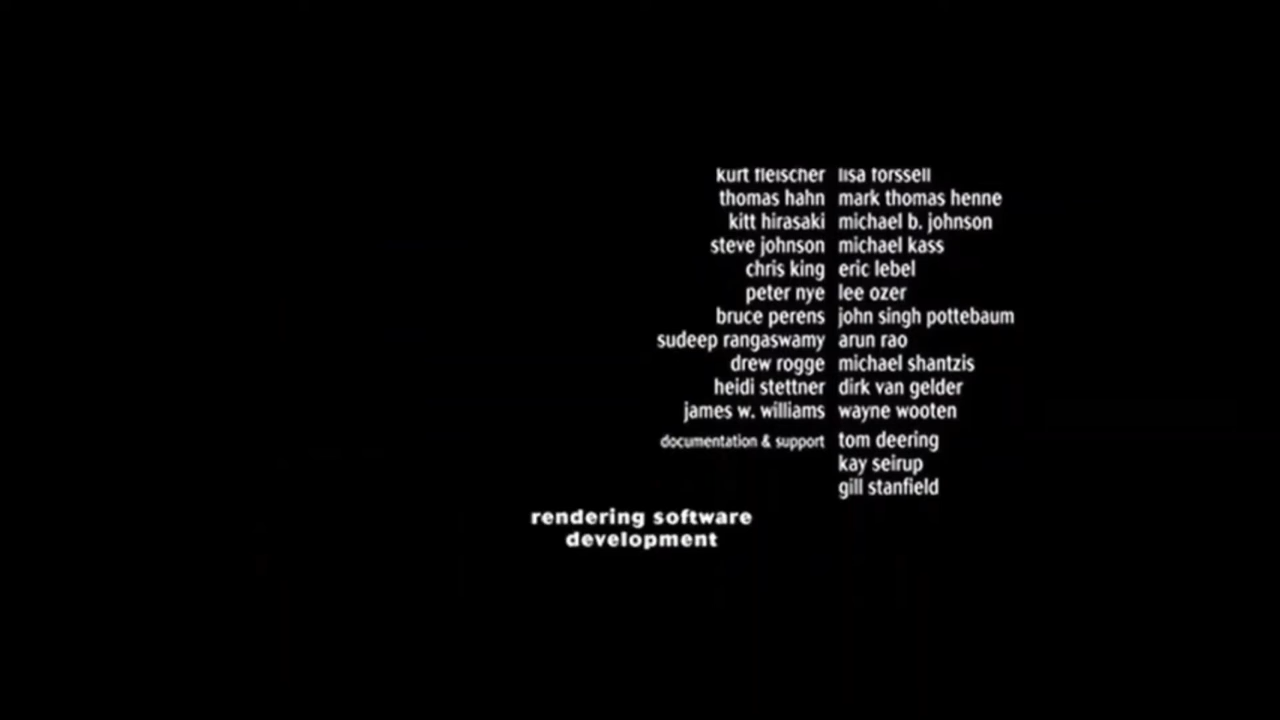 kurt fleischer lisa forssell
thomas hahn mark thomas henne
kitt hirasaki michael b. johnson
steve johnson michael kass
chris king eric lebel
peter nye lee ozer
bruce perens john singh pottebaum
sudeep rangaswamy arun rao
drew rogge michael shantzis
heidi stettner dirk van gelder
james w. williams wayne wooten
documentation & support tom deering
kay seirup
gill stanfield
rendering software
development